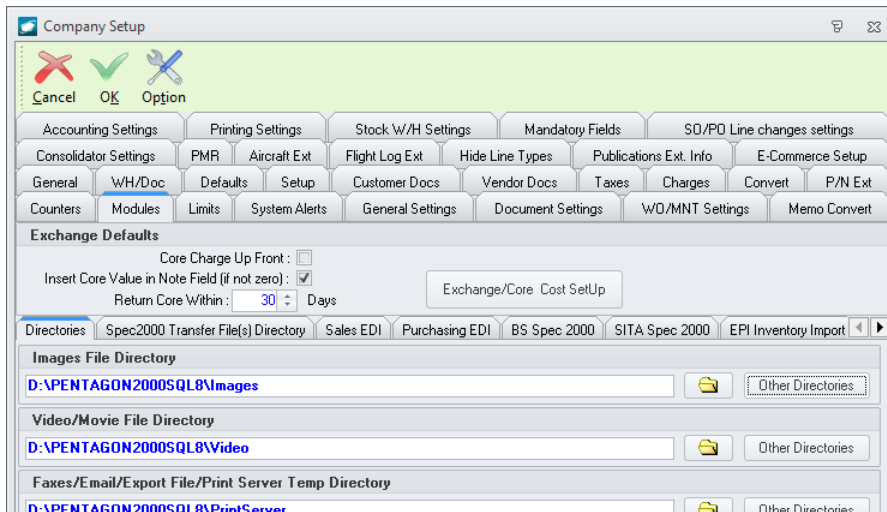 Company Setup
Cancel OK Option
Accounting Settings Printing Settings Stock W/H Settings Mandatory Fields SO/PO Line changes settings
Consolidator Settings PMR Aircraft Ext Flight Log Ext Hide Line Types Publications Ext. Info E-Commerce Setup
General WH/Doc Defaults Setup Customer Docs Vendor Docs Taxes Charges Convert P/N Ext
Counters Modules Limits System Alerts General Settings Document Settings WO/MNT Settings Memo Convert
Exchange Defaults
Core Charge Up Front :
Insert Core Value in Note Field (if not zero) :
Exchange/Core Cost SetUp
Return Core Within : 30 Days
Directories Spec2000 Transfer File(s) Directory Sales EDI Purchasing EDI BS Spec 2000 SITA Spec 2000 EPI Inventory Import
Images File Directory
D:\PENTAGON2000SQL8\Images Other Directories
Video/Movie File Directory
D:\PENTAGON2000SQL8\Video Other Directories
Faxes/Email/Export File/Print Server Temp Directory
D:\PENTAGON2000SQL8\PrintServer Other Directories